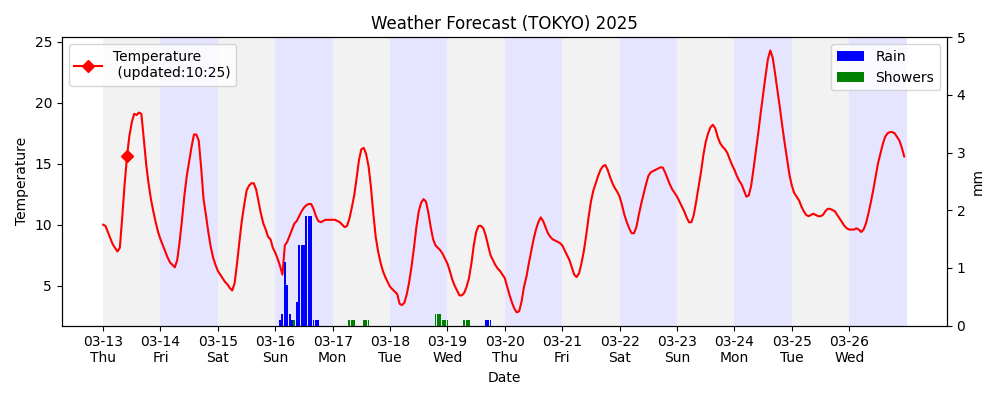 Weather Forecast (TOKYO) 2025
Temperature
(updated:10:25)
Rain
Showers
25
20
15
10
5
Temperature
5
4
3
2
1
0
mm
03-13 03-14 03-15 03-16 03-17 03-18 03-19 03-20 03-21 03-22 03-23 03-24 03-25 03-26
Thu Fri Sat Sun Mon Tue Wed Thu Fri Sat Sun Mon Tue Wed
Date